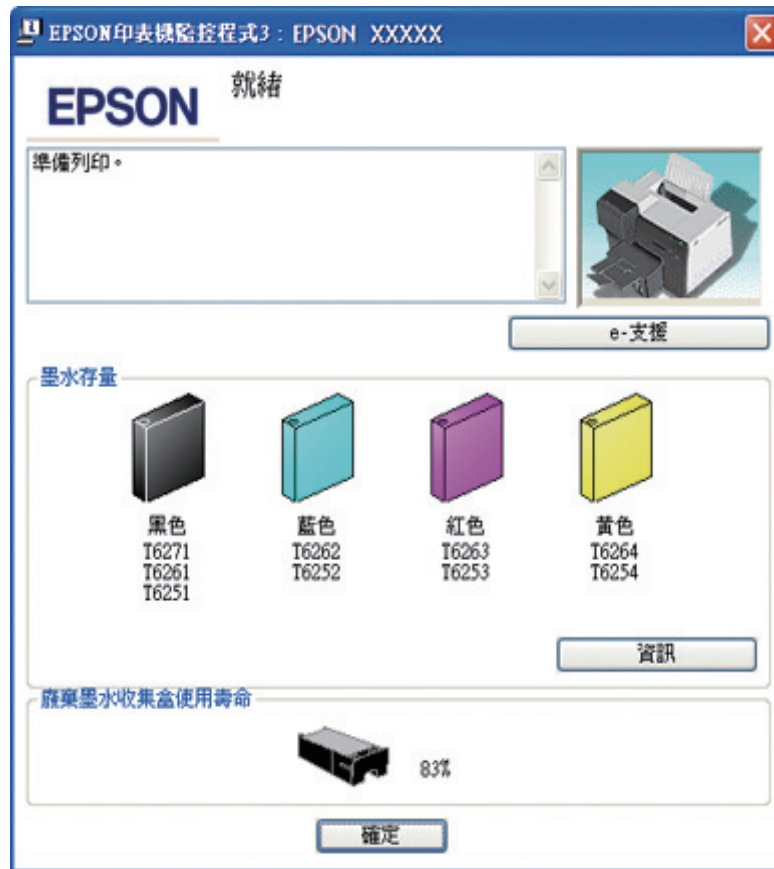 EPSON印表機監控程式3：EPSON XXXXX
EPSON
就緒
準備列印。
e-支援
墨水存量
黑色
T6271
T6261
T6251
藍色
T6262
T6252
紅色
T6263
T6253
黃色
T6264
T6254
資訊
廢棄墨水收集盒使用壽命
83%
確定